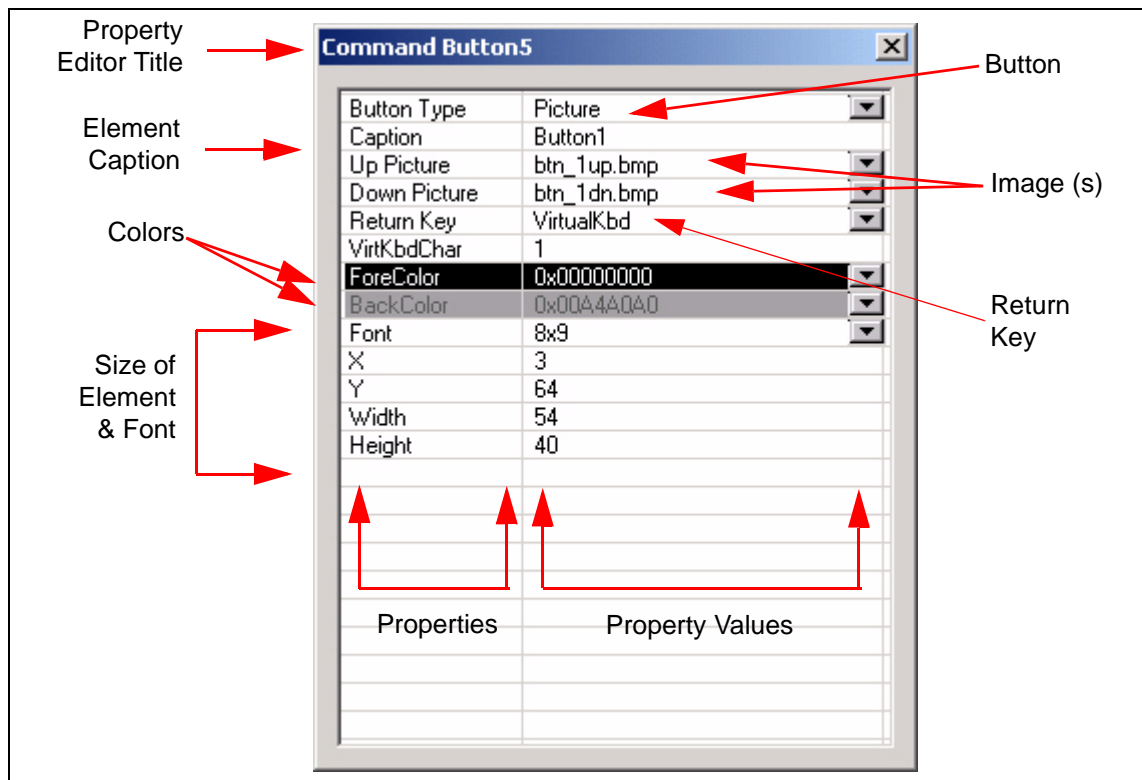 Property
Editor Title
Command Button5
Button
Element
Caption
Button Type Picture
Caption Button1
Up Picture btn_1up.bmp
Down Picture btn_1dn.bmp
Image (s)
Return Key VirtualKbd
Colors
VirtKbdChar 1
ForeColor 0x00000000
BackColor 0x00A4A0A0
Return
Key
Font 8x9
X 3
Y 64
Width 54
Height 40
Size of
Element
& Font
Properties
Property Values